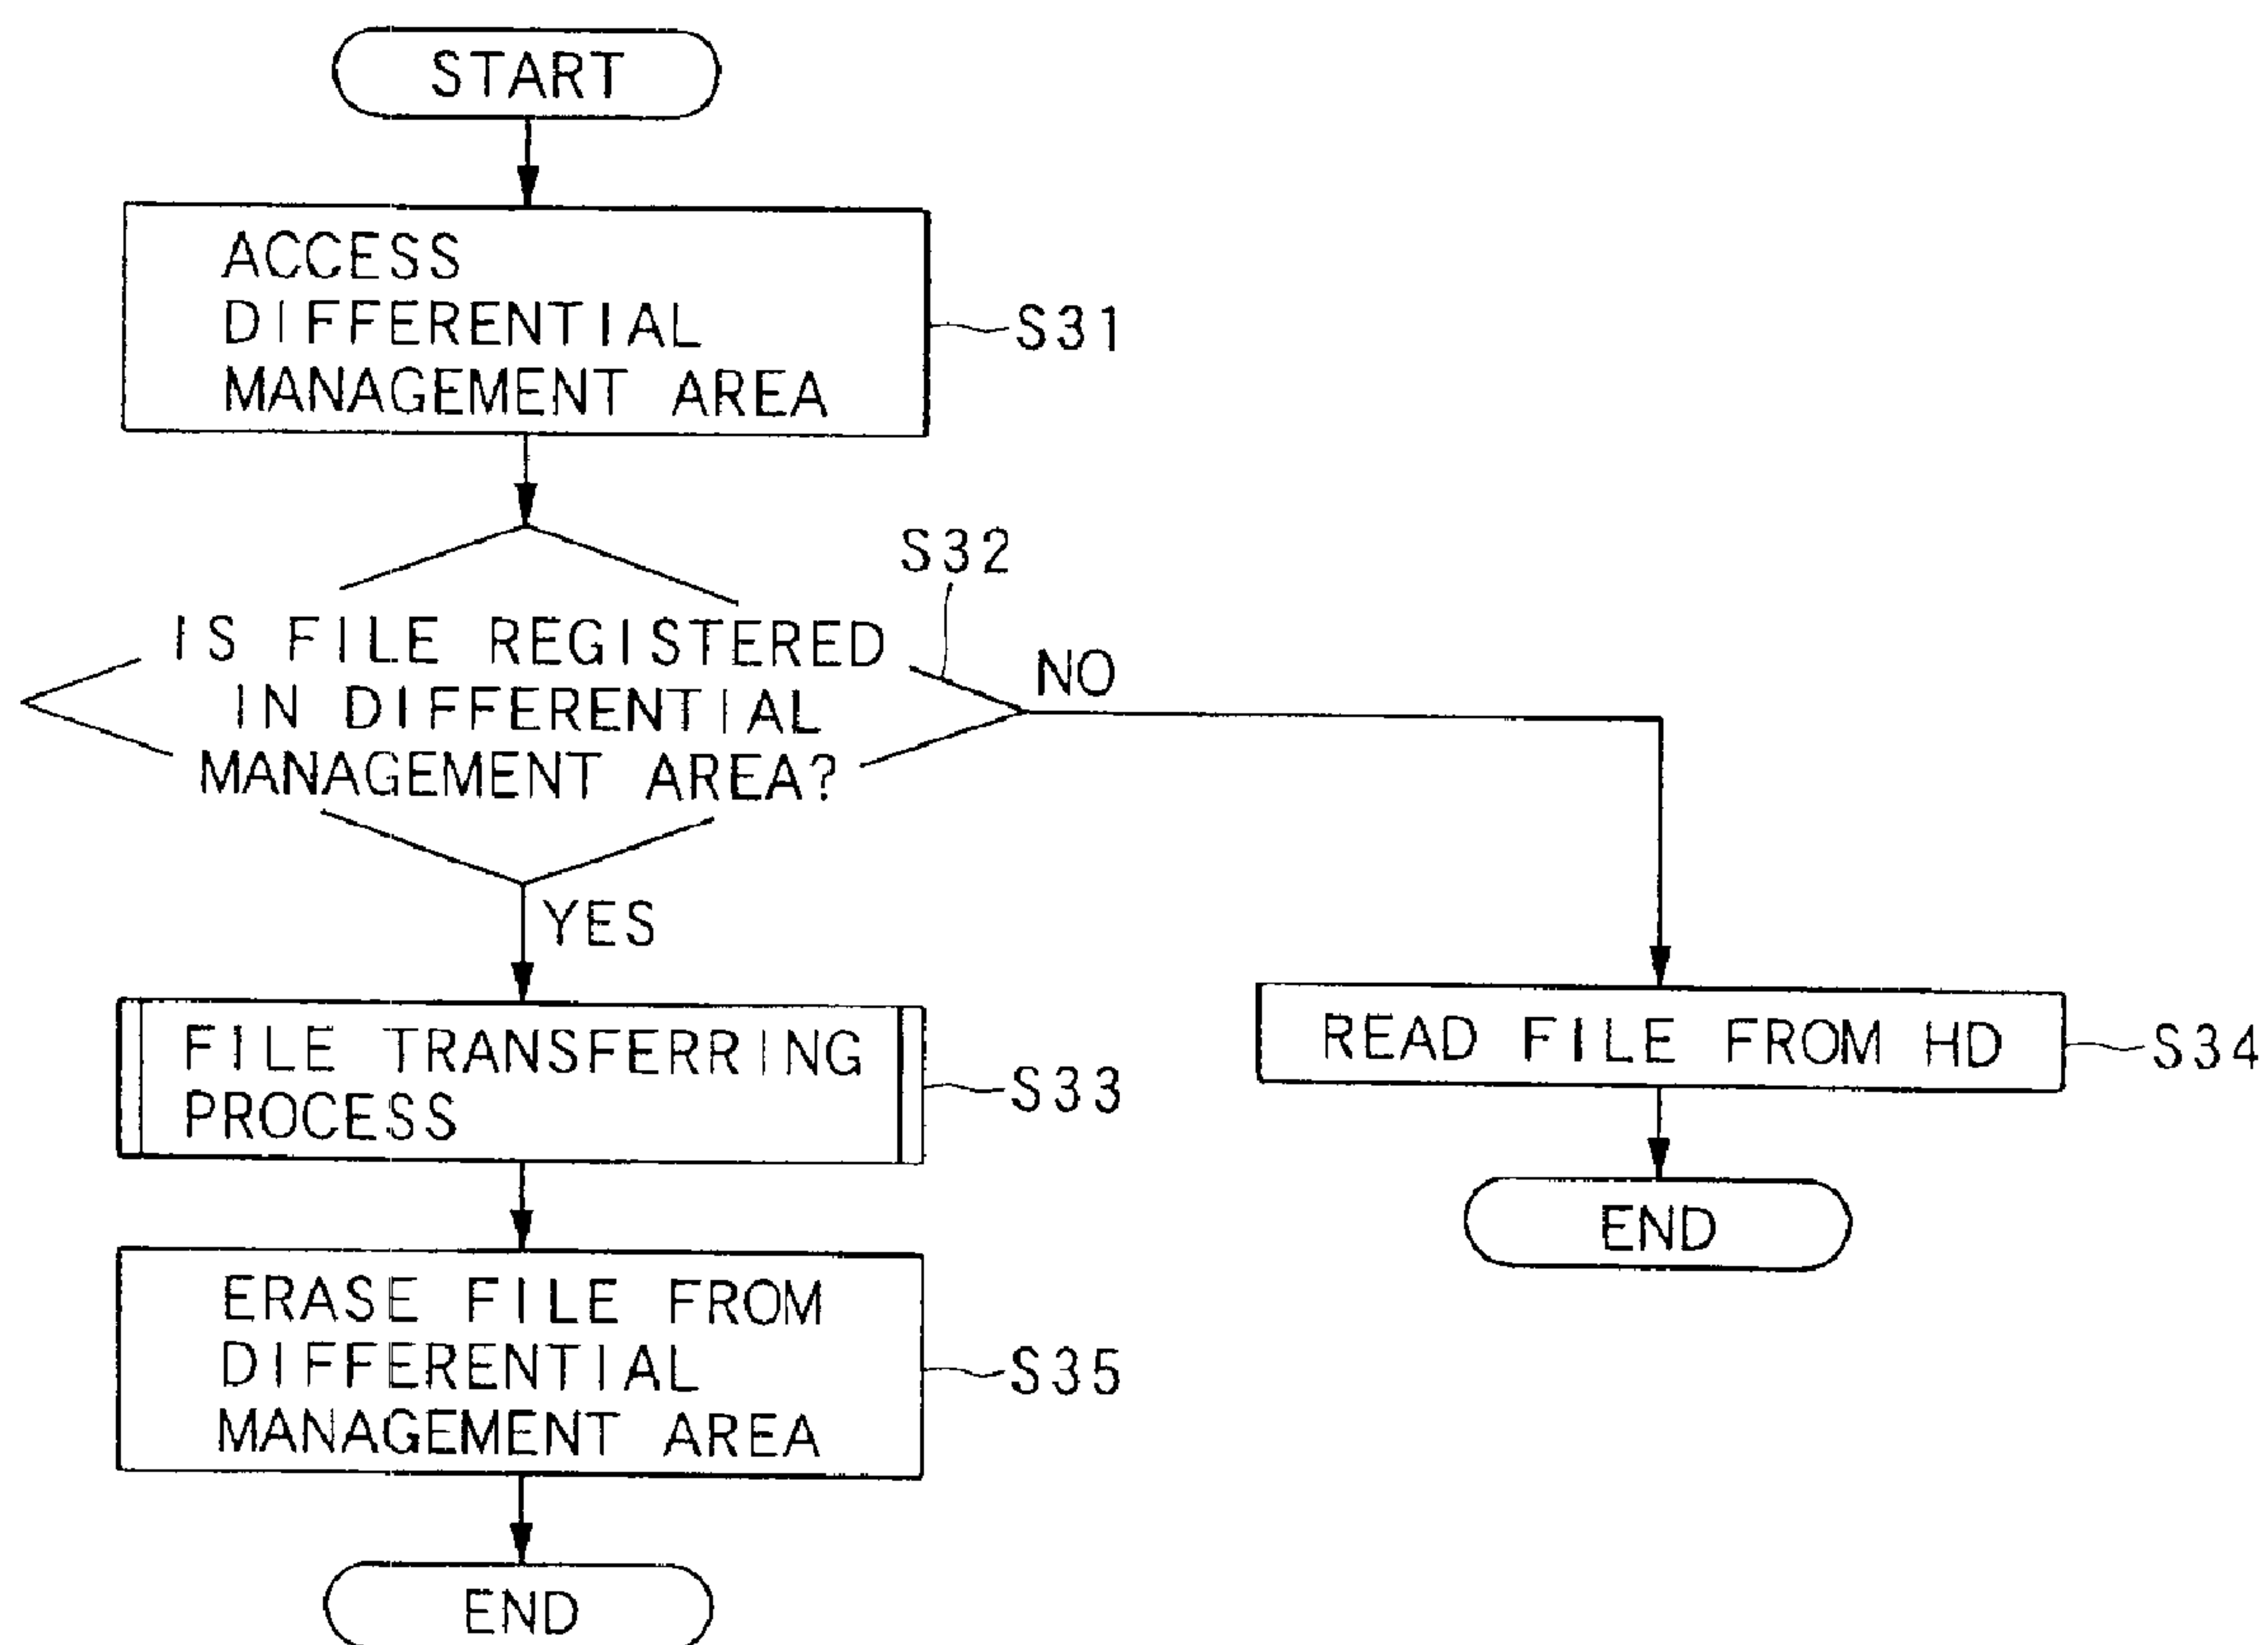 START
ACCESS
DIFFERENTIAL
MANAGEMENT AREA
S31
S32
IS FILE REGISTERED
IN DIFFERENTIAL
MANAGEMENT AREA?
NO
YES
FILE TRANSFERRING
PROCESS
S33
READ FILE FROM HD
S34
END
ERASE FILE FROM
DIFFERENTIAL
MANAGEMENT AREA
S35
END